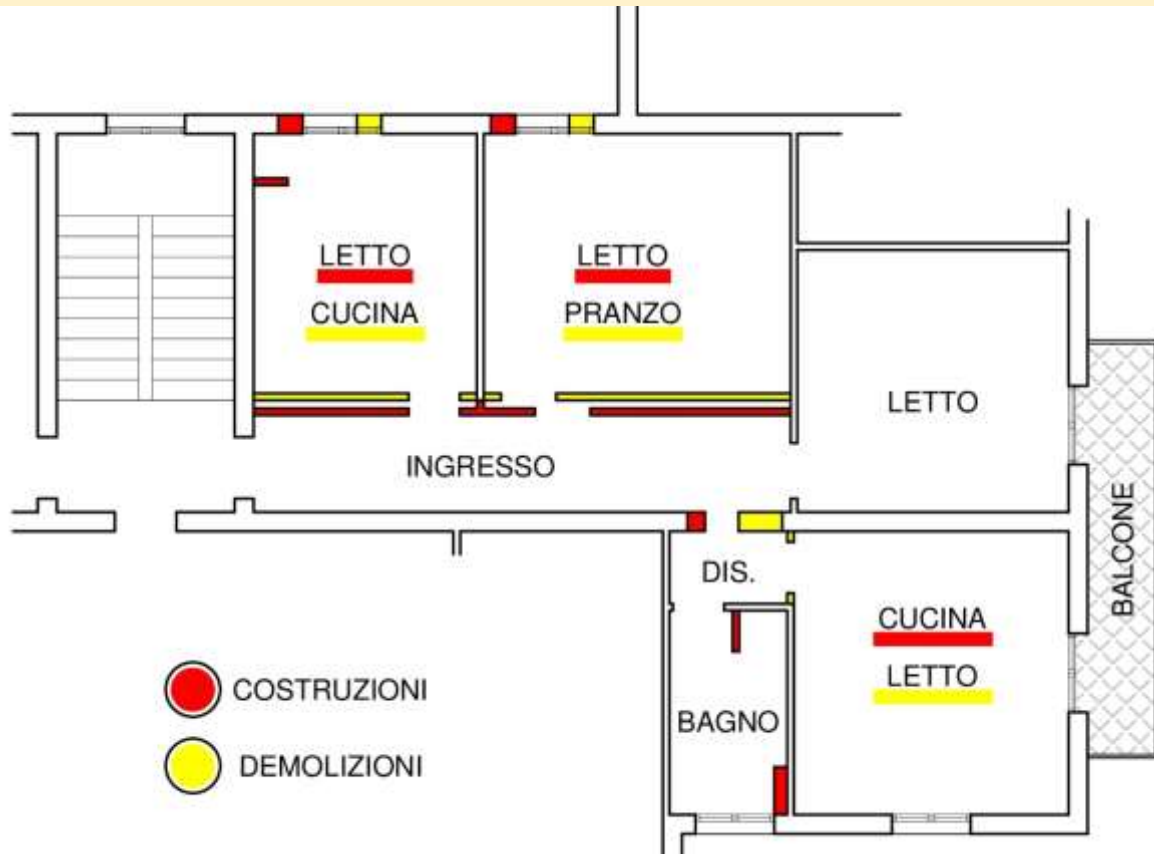 LETTO
LETTO
CUCINA
PRANZO
LETTO
INGRESSO
BALCONE
DIS.
CUCINA
LETTO
BAGNO
COSTRUZIONI
DEMOLIZIONI